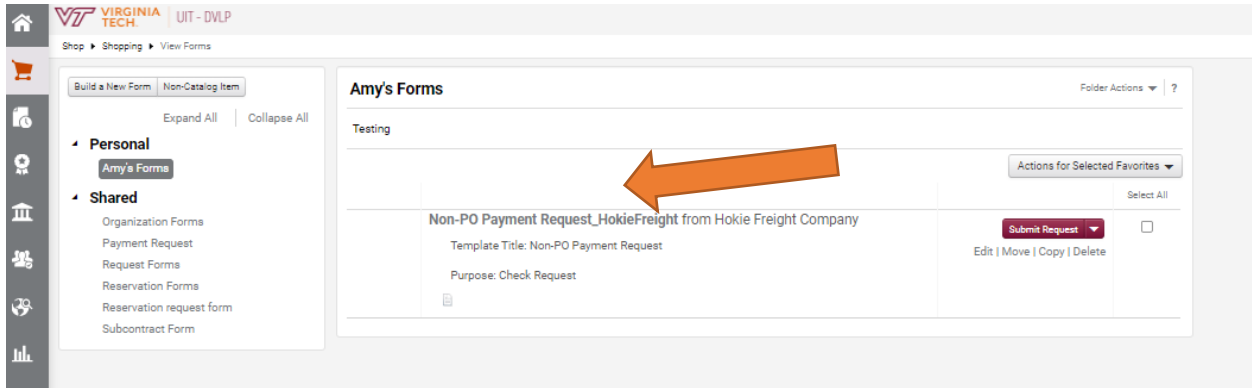 VT VIRGINIA TECH. UIT - DVLP
Shop ▸ Shopping ▸ View Forms
Build a New Form Non-Catalog Item
Expand All Collapse All
Personal
Amy's Forms
Shared
Organization Forms
Payment Request
Request Forms
Reservation Forms
Reservation request form
Subcontract Form
Amy's Forms
Folder Actions ?
Testing
Actions for Selected Favorites
Select All
Non-PO Payment Request_HokieFreight from Hokie Freight Company
Submit Request
Template Title: Non-PO Payment Request
Edit | Move | Copy | Delete
Purpose: Check Request